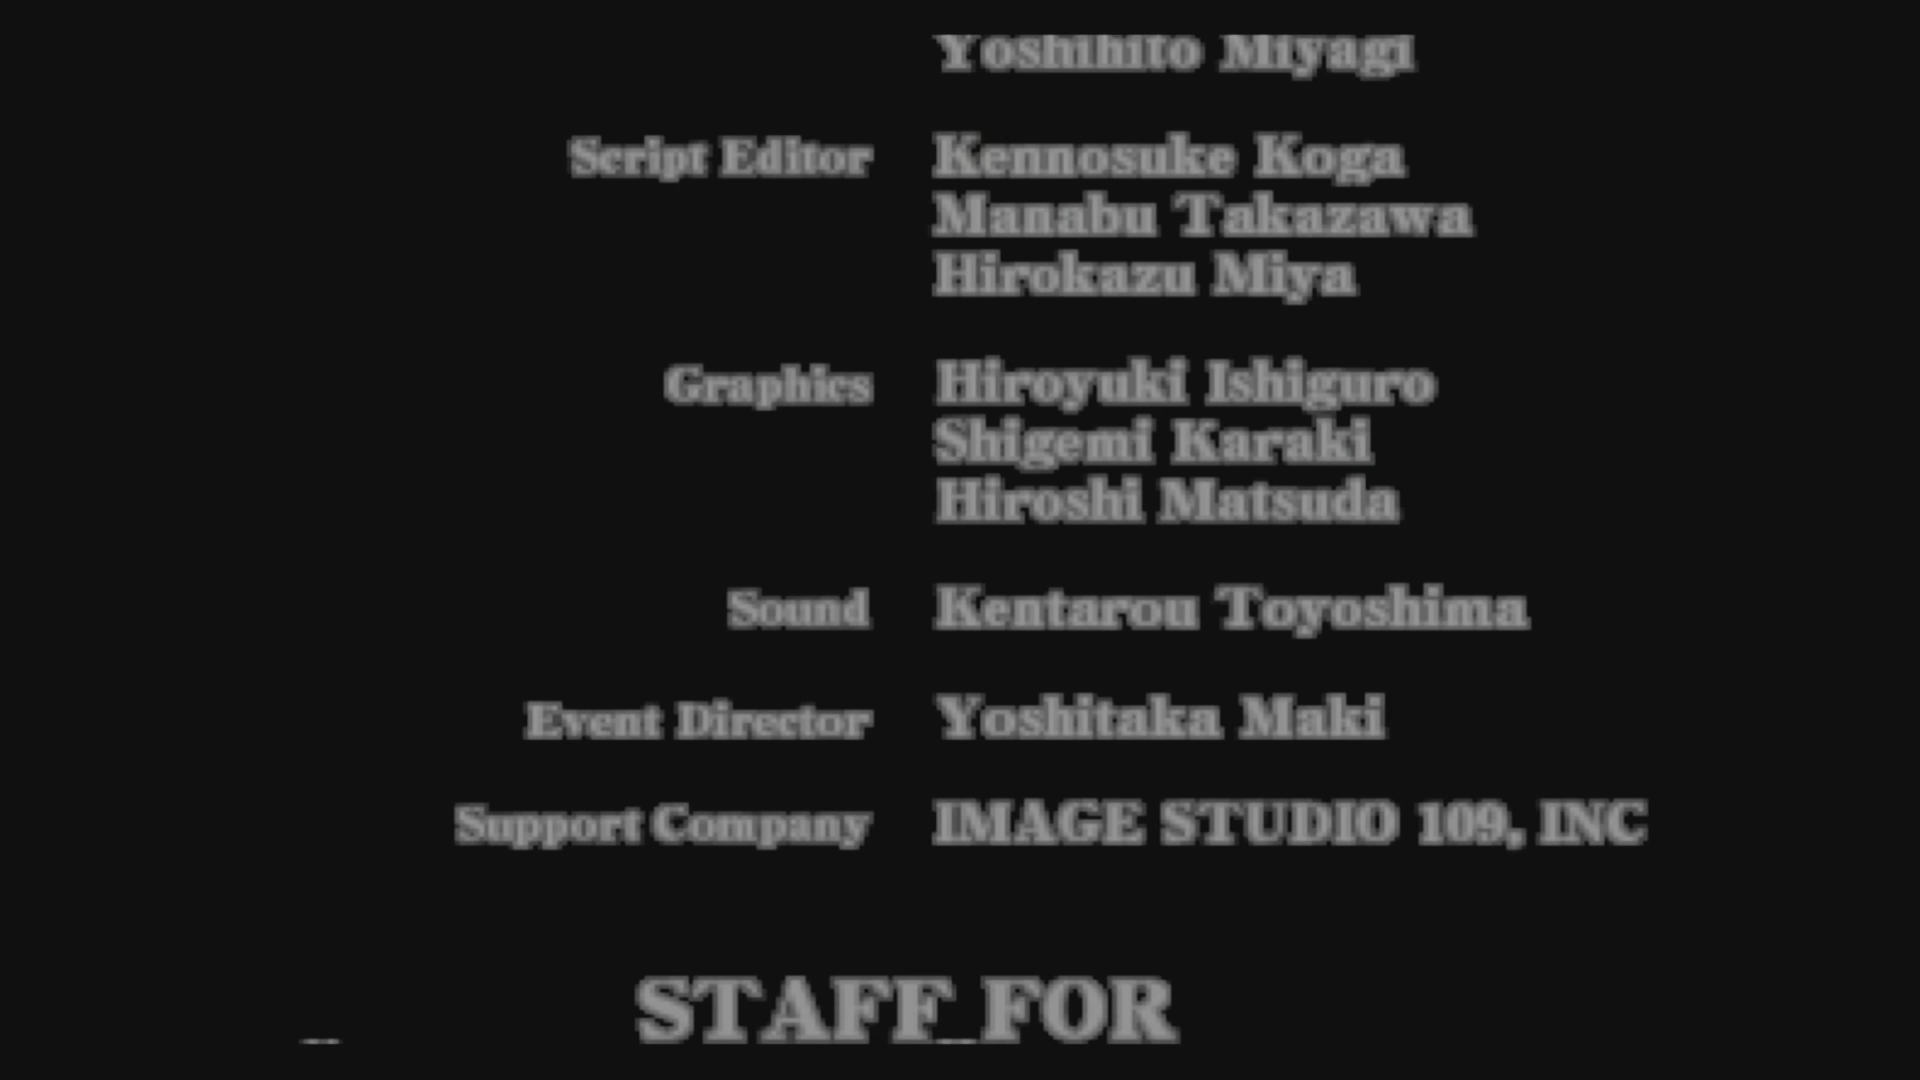 Yoshihito Miyagi
Script Editor Kennosuke Koga
Manabu Takazawa
Hirokazu Miya
Graphics Hiroyuki Ishiguro
Shigemi Karaki
Hiroshi Matsuda
Sound Kentarou Toyoshima
Event Director Yoshitaka Maki
Support Company IMAGE STUDIO 109, INC
STAFF FOR